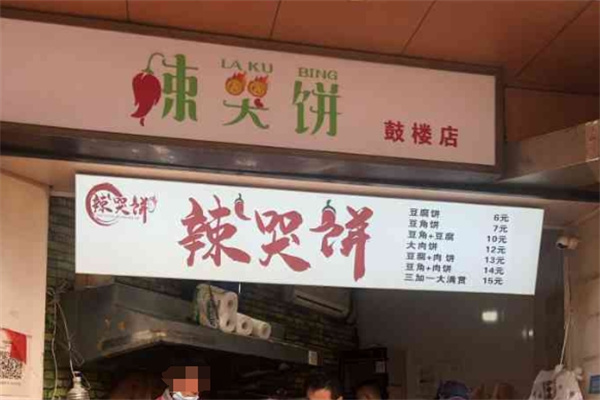 LA KU BING
辣哭饼
鼓楼店
辣哭饼
辣哭饼
豆腐饼 6元
豆角饼 7元
豆角+豆腐 10元
大肉饼 12元
豆腐+肉饼 13元
豆角+肉饼 14元
三加一大满贯 15元